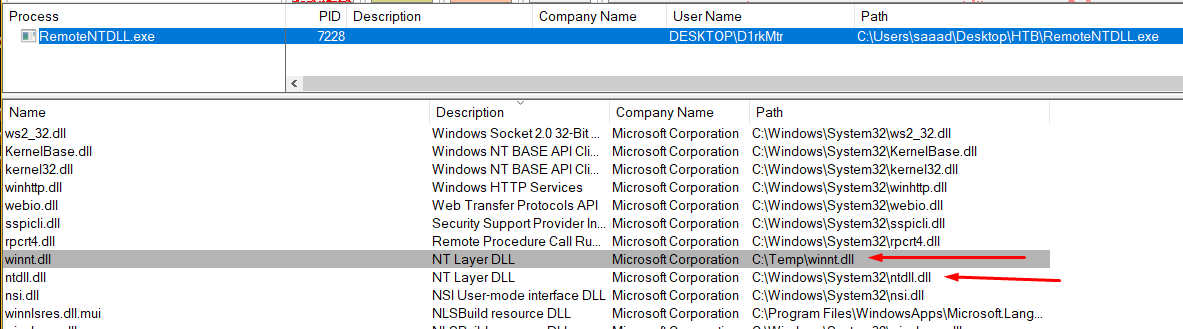 Process PID Description Company Name User Name Path
RemoteNTDLL.exe 7228 DESKTOP\D1rkMtr C:\Users\saaad\Desktop\HTB\RemoteNTDLL.exe
Name Description Company Name Path
ws2_32.dll Windows Socket 2.0 32-Bit ... Microsoft Corporation C:\Windows\System32\ws2_32.dll
KernelBase.dll Windows NT BASE API Cli... Microsoft Corporation C:\Windows\System32\KernelBase.dll
kernel32.dll Windows NT BASE API Cli... Microsoft Corporation C:\Windows\System32\kernel32.dll
winhttp.dll Windows HTTP Services Microsoft Corporation C:\Windows\System32\winhttp.dll
webio.dll Web Transfer Protocols API Microsoft Corporation C:\Windows\System32\webio.dll
sspicli.dll Security Support Provider In... Microsoft Corporation C:\Windows\System32\sspicli.dll
rpcrt4.dll Remote Procedure Call Ru... Microsoft Corporation C:\Windows\System32\rpcrt4.dll
winnt.dll NT Layer DLL Microsoft Corporation C:\Temp\winnt.dll
ntdll.dll NT Layer DLL Microsoft Corporation C:\Windows\System32\ntdll.dll
nsi.dll NSI User-mode interface DLL Microsoft Corporation C:\Windows\System32\nsi.dll
winnlsres.dll.mui NLSBuild resource DLL Microsoft Corporation C:\Program Files\WindowsApps\Microsoft.Lang...